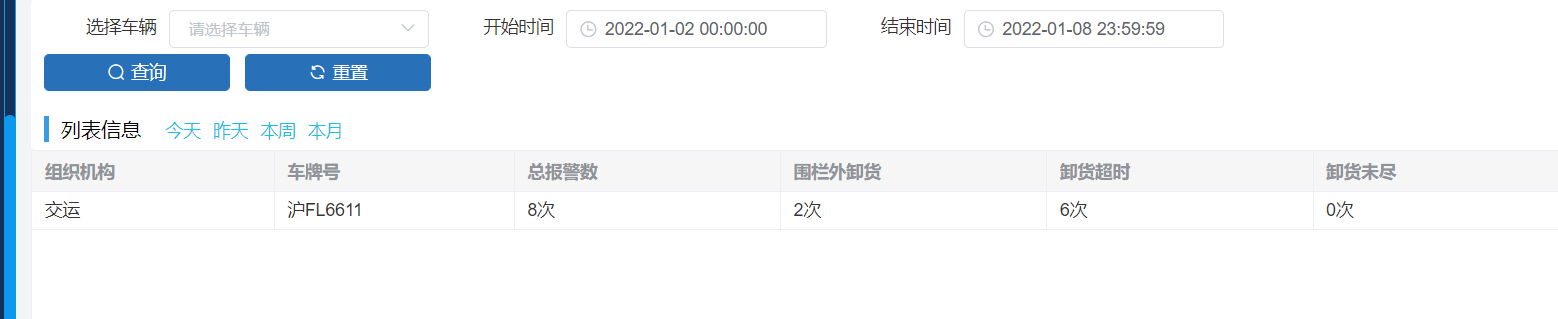 选择车辆 请选择车辆 开始时间 2022-01-02 00:00:00 结束时间 2022-01-08 23:59:59
查询 重置
列表信息 今天 昨天 本周 本月
组织机构 车牌号 总报警数 围栏外卸货 卸货超时 卸货未尽
交运 沪FL6611 8次 2次 6次 0次